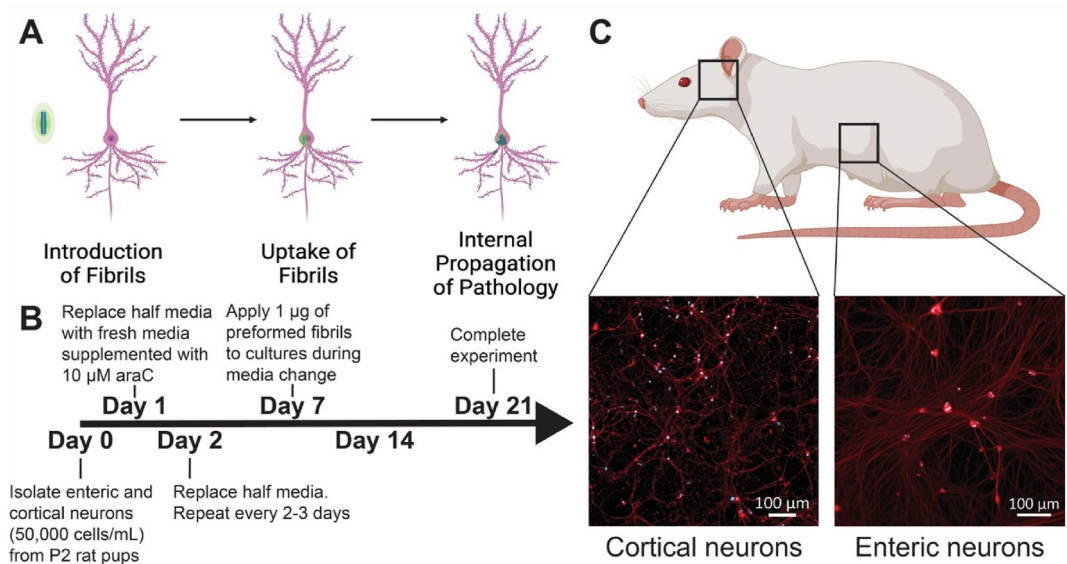 A
Introduction
of Fibrils
Uptake of
Fibrils
Internal
Propagation
of Pathology
B
Replace half media
with fresh media
supplemented with
10 μM araC
Apply 1 μg of
preformed fibrils
to cultures during
media change
Complete
experiment
Day 1
Day 7
Day 21
Day 0
Day 2
Day 14
Isolate enteric and
cortical neurons
(50,000 cells/mL)
from P2 rat pups
Replace half media.
Repeat every 2-3 days
C
100 μm
100 μm
Cortical neurons
Enteric neurons